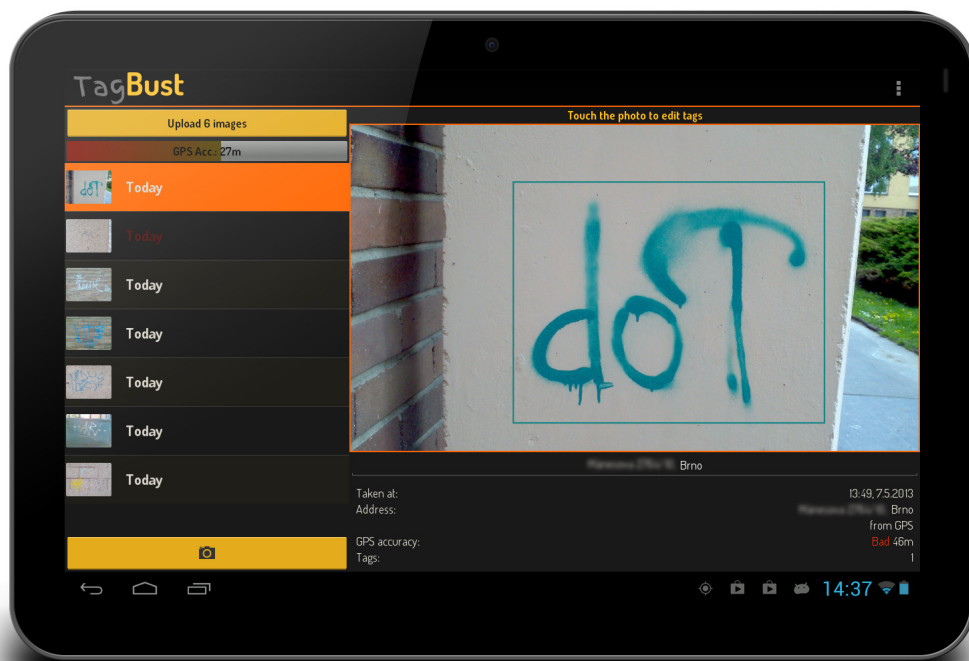 TagBust
Upload 6 images
GPS Acc.: 27m
Today
Today
Today
Today
Today
Today
Today
Touch the photo to edit tags
doT
Brno
Taken at: 13:49, 7.5.2013
Address: Brno
from GPS
GPS accuracy: Bad 46m
Tags: 1
14:37